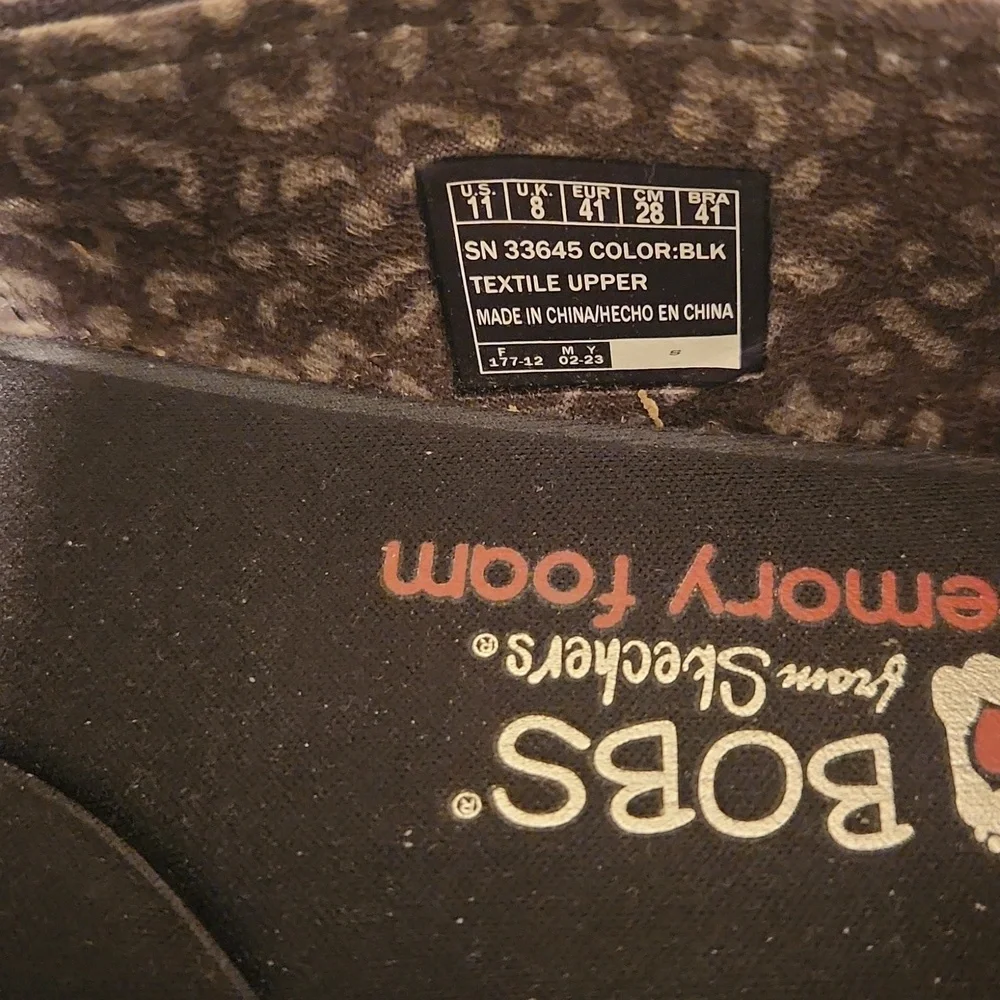 U.S. U.K. EUR CM BRA
11 8 41 28 41
SN 33645 COLOR:BLK
TEXTILE UPPER
MADE IN CHINA/HECHO EN CHINA
F M Y
177-12 02-23 S
BOBS®
from Skechers®
emory foam